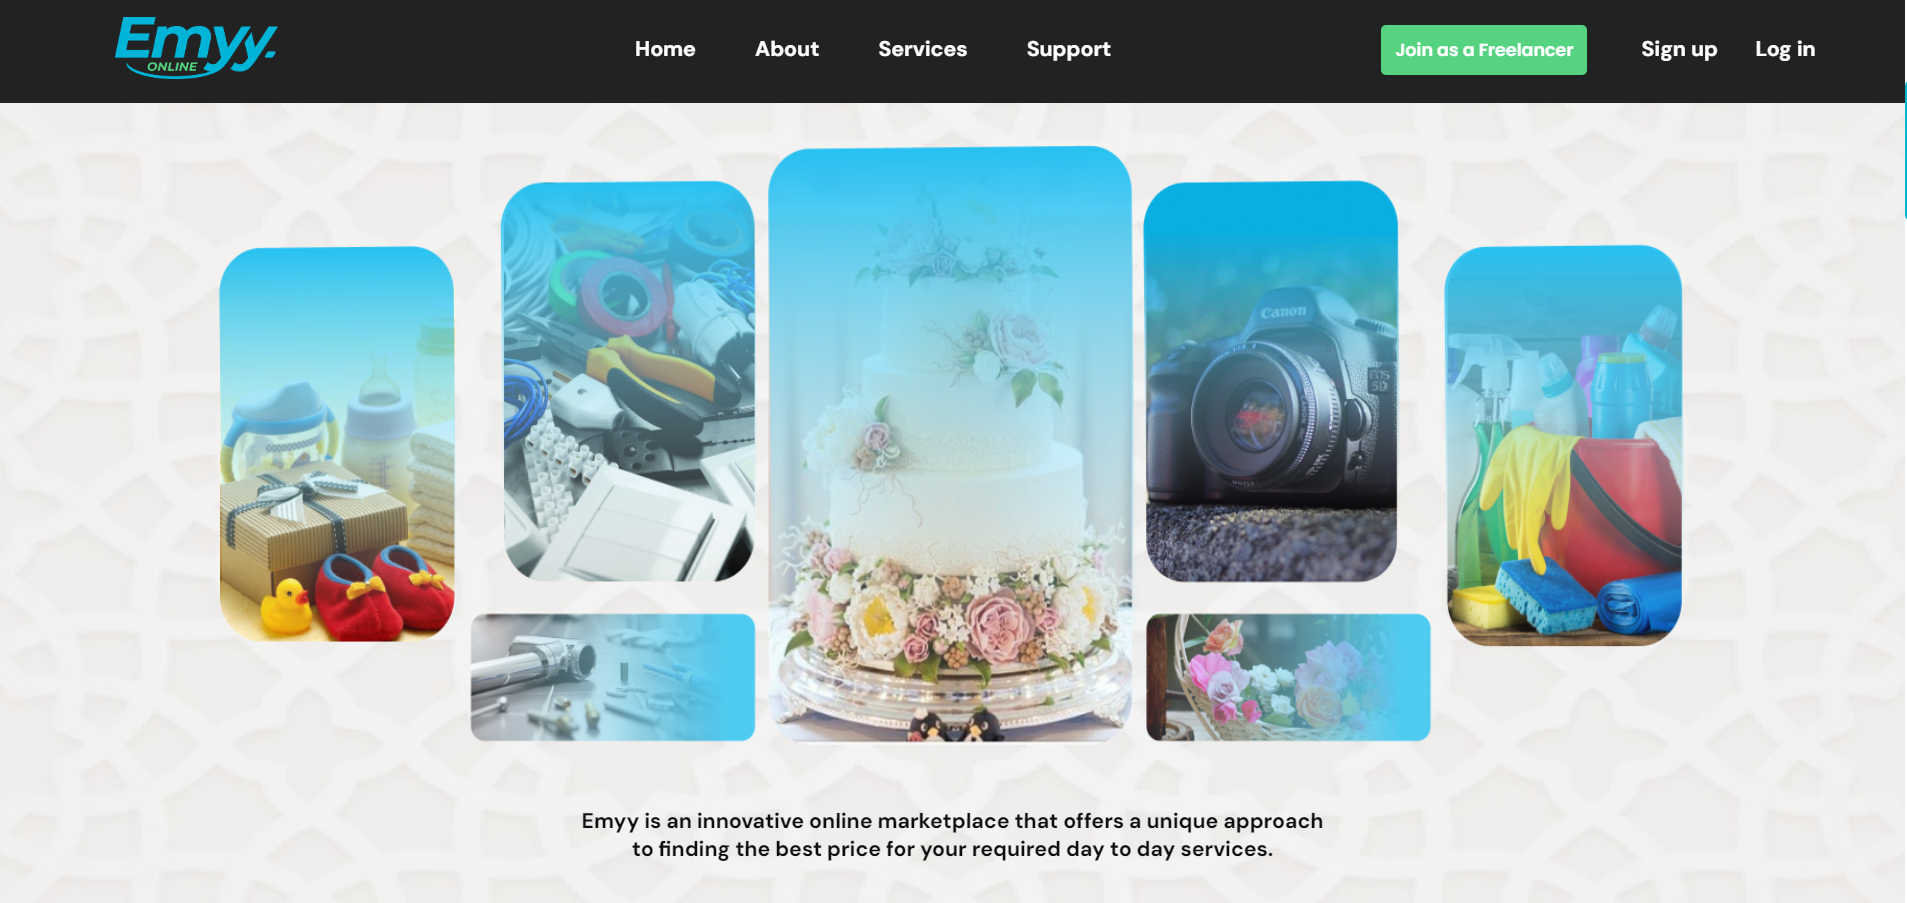 Emyy.
ONLINE
Home
About
Services
Support
Join as a Freelancer
Sign up
Log in
Canon
EOS
5D
Emyy is an innovative online marketplace that offers a unique approach
to finding the best price for your required day to day services.